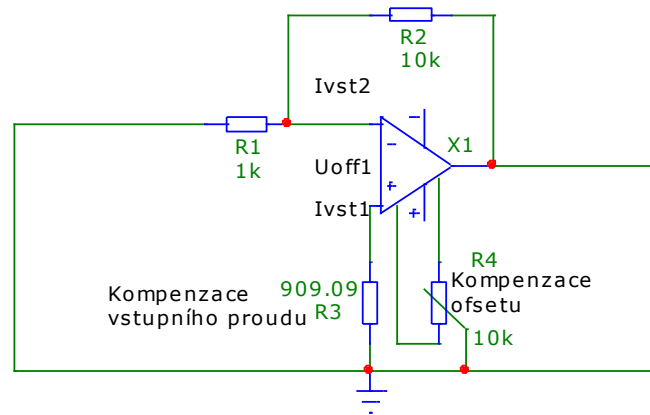 R2
10k
Ivst2
R1
1k
X1
Uoff1
Ivst1
-
-
+
+
R4
Kompenzace
ofsetu
10k
909.09
R3
Kompenzace
vstupního proudu